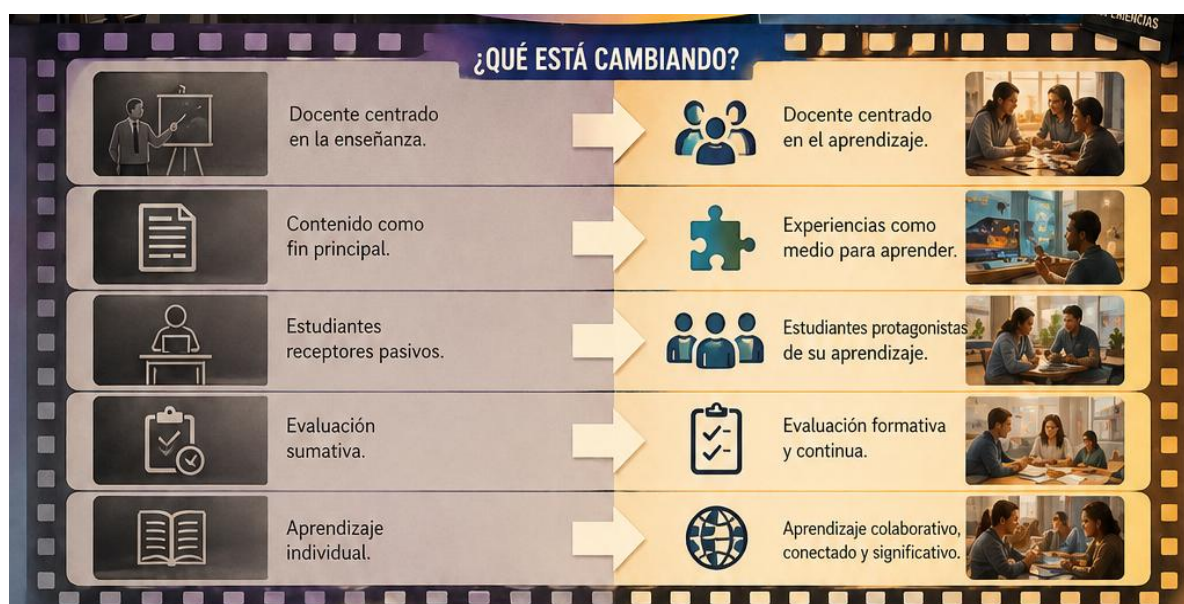 ¿QUÉ ESTÁ CAMBIANDO?
Docente centrado
en la enseñanza.
Docente centrado
en el aprendizaje.
Contenido como
fin principal.
Experiencias como
medio para aprender.
Estudiantes
receptores pasivos.
Estudiantes protagonistas
de su aprendizaje.
Evaluación
sumativa.
Evaluación formativa
y continua.
Aprendizaje
individual.
Aprendizaje colaborativo,
conectado y significativo.